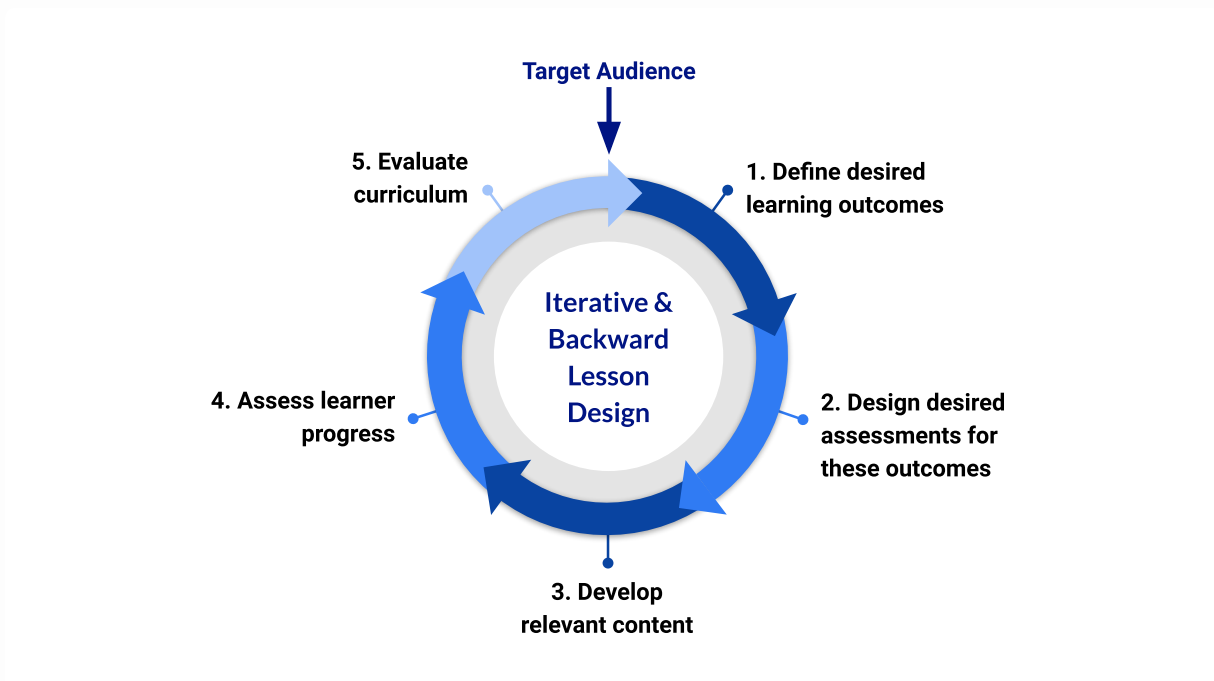 Target Audience
1. Define desired
learning outcomes
2. Design desired
assessments for
these outcomes
3. Develop
relevant content
4. Assess learner
progress
5. Evaluate
curriculum
Iterative &
Backward
Lesson
Design